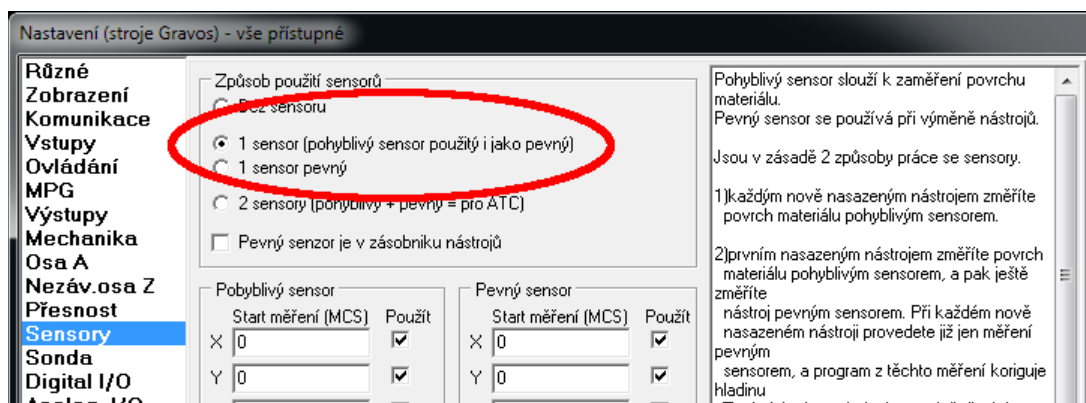 Nastavení (stroje Gravos) - vše přístupné
Různé
Zobrazení
Komunikace
Vstupy
Ovládání
MPG
Výstupy
Mechanika
Osa A
Nezáv.osa Z
Přesnost
Sensory
Sonda
Digital I/O
Způsob použití sensorů
Bez sensoru
1 sensor (pohyblivý sensor použitý i jako pevný)
1 sensor pevný
2 sensory (pohyblivý + pevný = pro ATC)
Pevný senzor je v zásobniku nástrojů
Pobyblivý sensor
Start měření (MCS) Použít
X 0
Y 0
Pevný sensor
Start měření (MCS) Použít
X 0
Y 0
Pohyblivý sensor slouží k zaměření povrchu
materiálu.
Pevný sensor se používá při výměně nástrojů.
Jsou v zásadě 2 způsoby práce se sensory.
1)každým nově nasazeným nástrojem změříte
povrch materiálu pohyblivým sensorem.
2)prvním nasazeným nástrojem změříte povrch
materiálu pohyblivým sensorem, a pak ještě
změříte
nástroj pevným sensorem. Při každém nově
nasazeném nástroji provedete již jen měření
pevným
sensorem, a program z těchto měření koriguje
hladinu